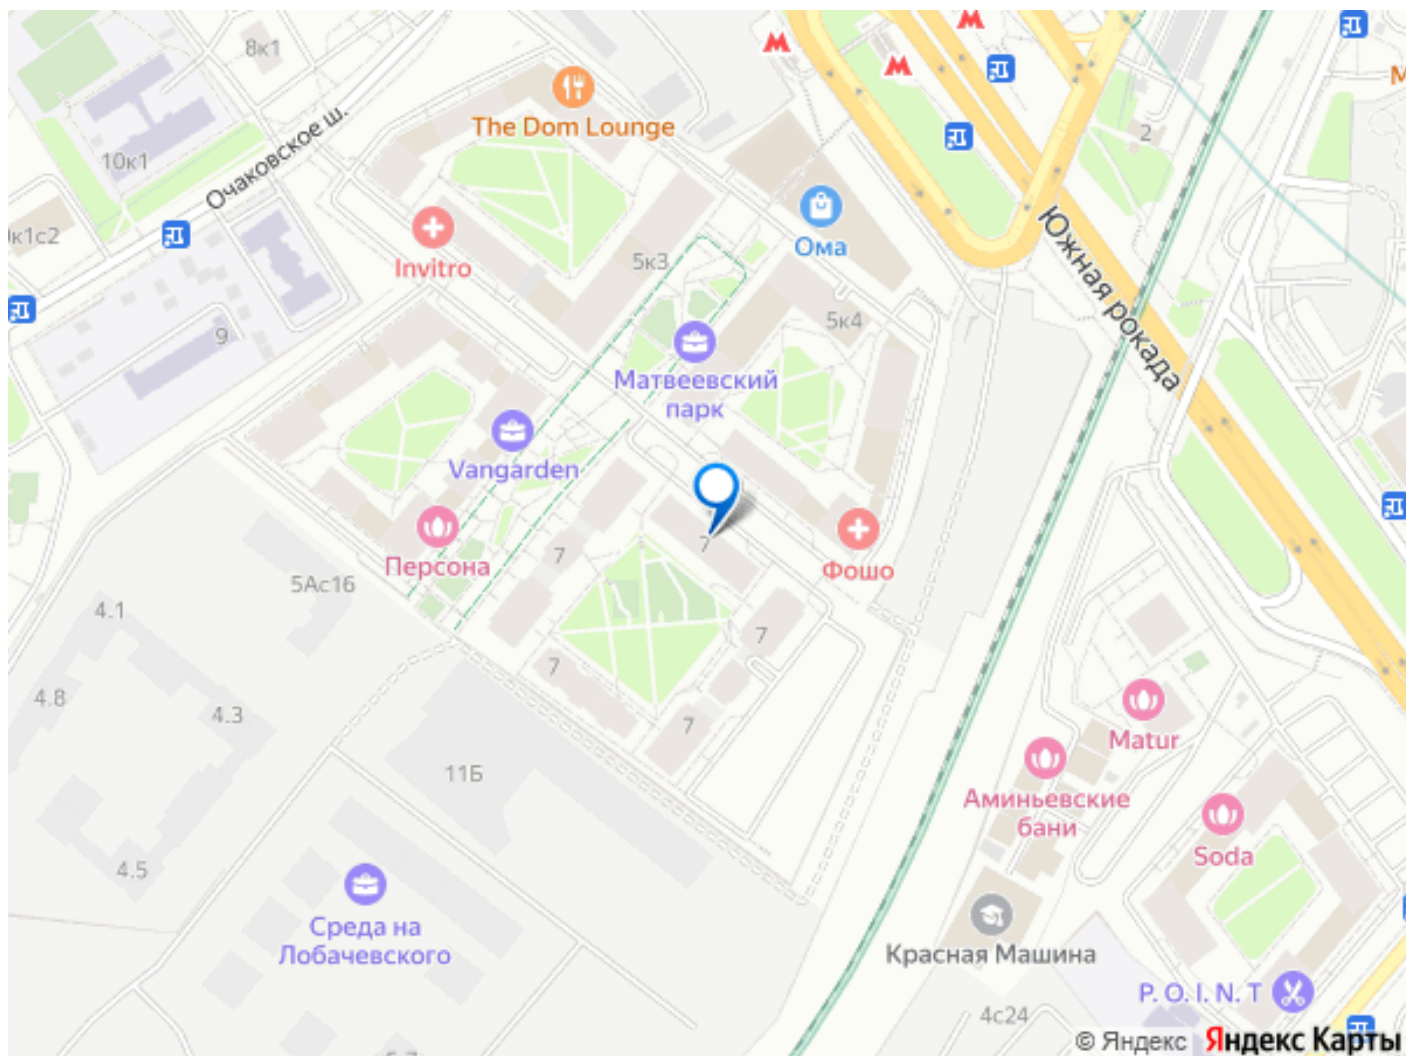 8к1
The Dom Lounge
2
10к1
Очаковское ш.
Южная рокада
к1с2
Ома
Invitro
5к3
5к4
9
Матвеевский
парк
Vangarden
7
Персона
7
Фошо
5Ас16
4.1
7
7
4.8
4.3
7
Matur
11Б
Аминьевские
бани
Soda
4.5
Среда на
Лобачевского
Красная Машина
P. O. I. N. T
4с24
© Яндекс Яндекс Карты